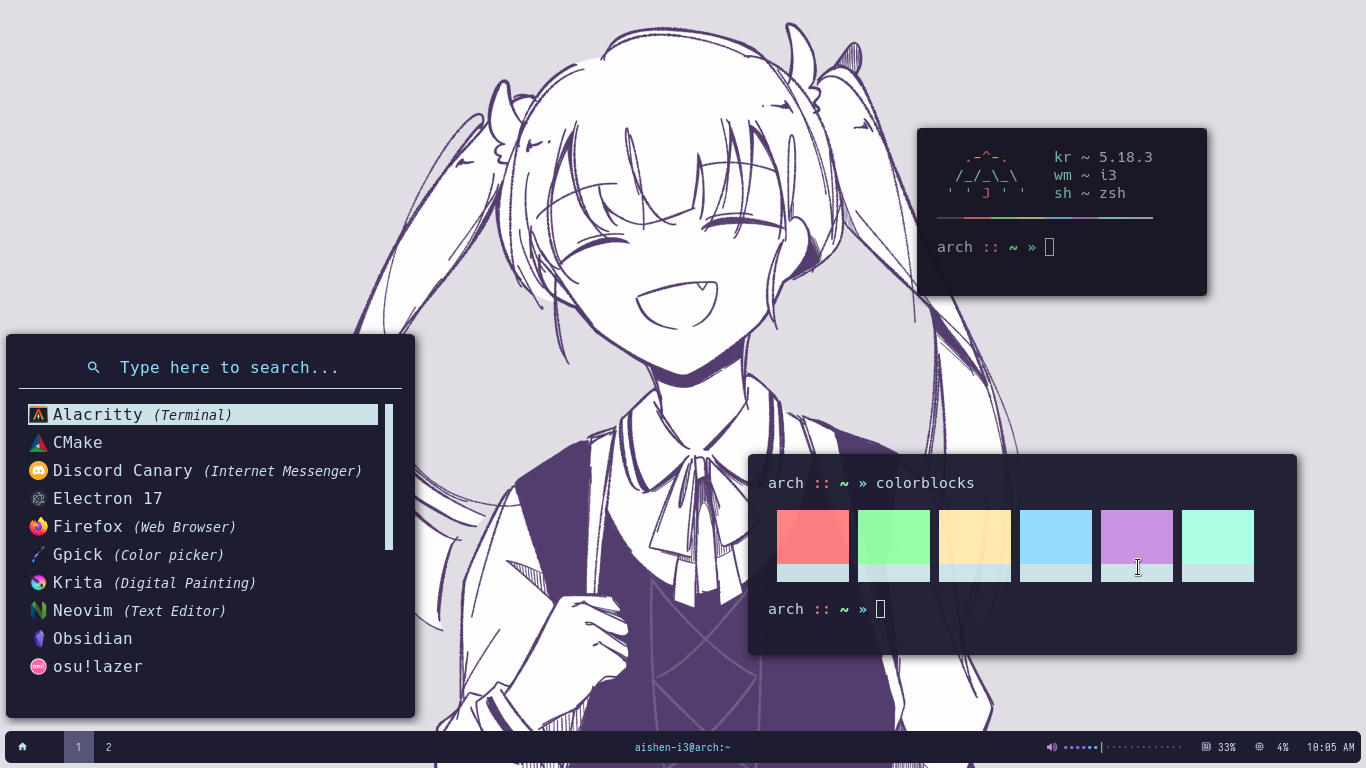 Type here to search...
Alacritty (Terminal)
CMake
Discord Canary (Internet Messenger)
Electron 17
Firefox (Web Browser)
Gpick (Color picker)
Krita (Digital Painting)
Neovim (Text Editor)
Obsidian
osu!lazer
.-^-.   kr ~ 5.18.3
/_/_\_\   wm ~ i3
' ' J ' '   sh ~ zsh
arch :: ~ »
arch :: ~ » colorblocks
arch :: ~ »
1 2 aishen-i3@arch:~ 33% 4% 10:05 AM